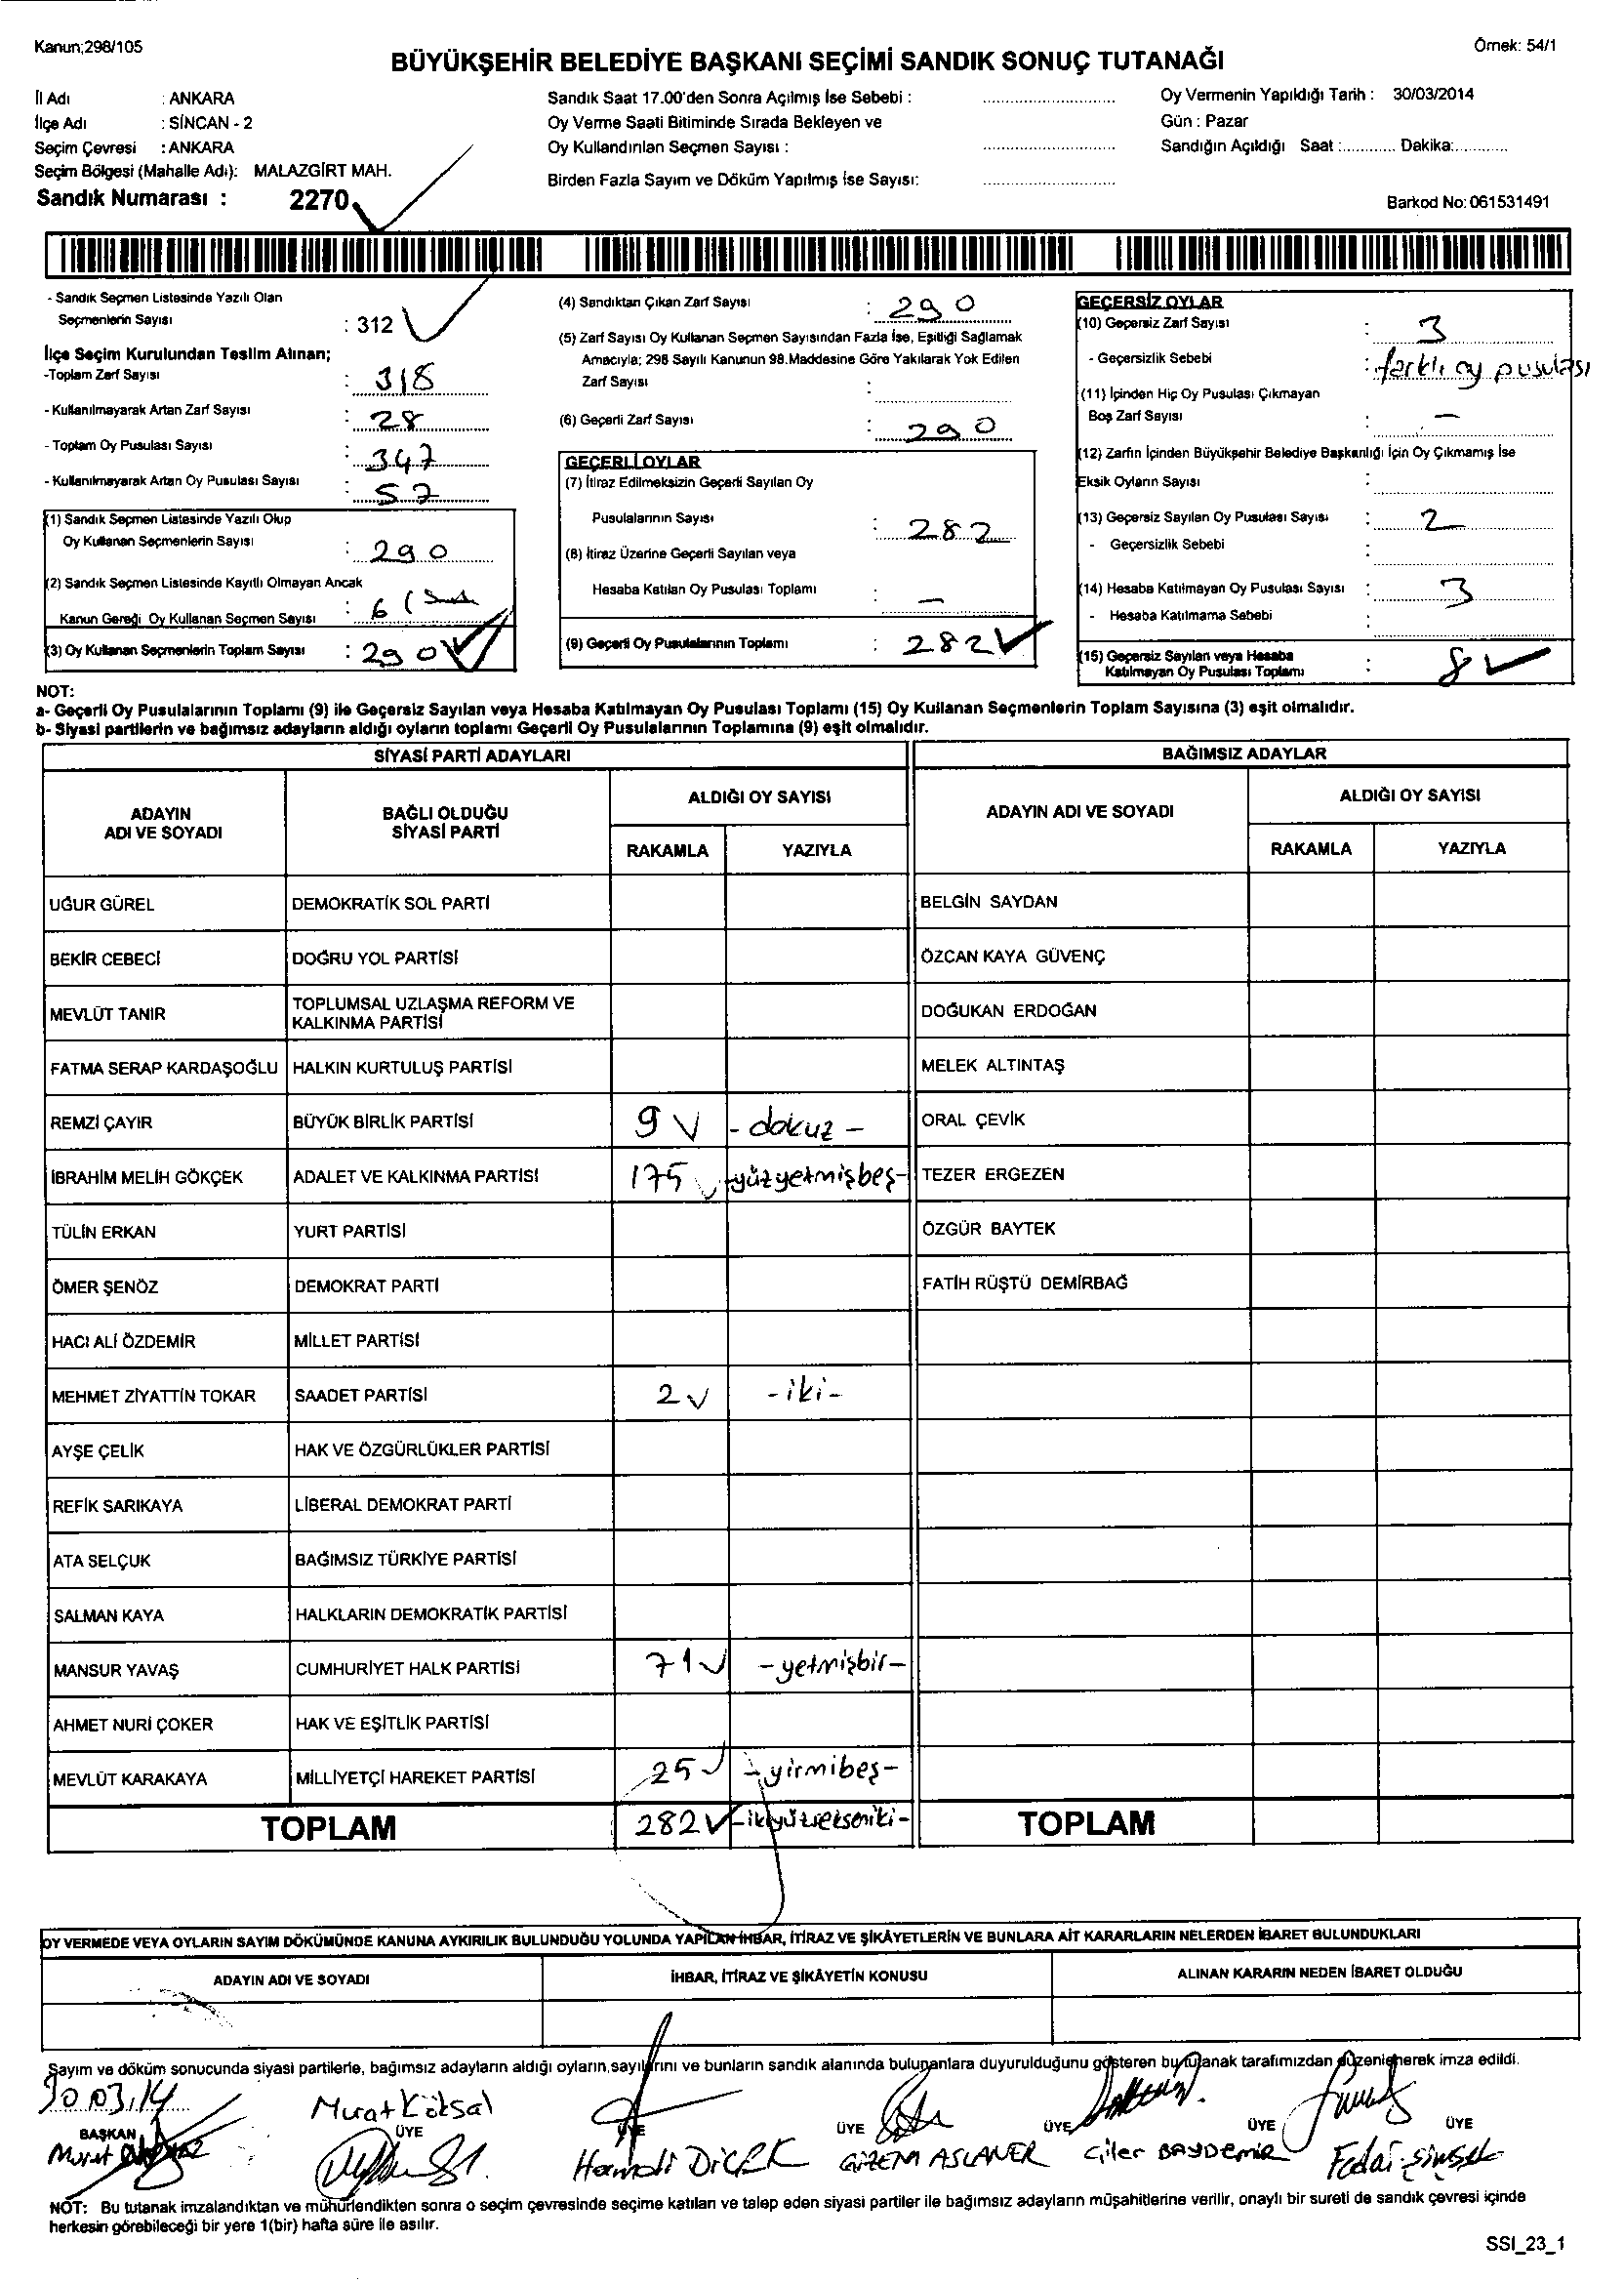 Kanun;298/105
Örnek: 54/1
BÜYÜKŞEHİR BELEDİYE BAŞKANI SEÇİMİ SANDIK SONUÇ TUTANAĞI
İl Adı : ANKARA
İlçe Adı : SİNCAN - 2
Seçim Çevresi : ANKARA
Seçim Bölgesi (Mahalle Adı): MALAZGİRT MAH.
Sandık Numarası : 2270
Sandık Saat 17.00'den Sonra Açılmış İse Sebebi :
Oy Verme Saati Bitiminde Sırada Bekleyen ve
Oy Kullandırılan Seçmen Sayısı :
Birden Fazla Sayım ve Döküm Yapılmış İse Sayısı:
Oy Vermenin Yapıldığı Tarih : 30/03/2014
Gün : Pazar
Sandığın Açıldığı Saat :............ Dakika:............
Barkod No: 061531491
- Sandık Seçmen Listesinde Yazılı Olan
Seçmenlerin Sayısı : 312
İlçe Seçim Kurulundan Teslim Alınan;
-Toplam Zarf Sayısı : 318
- Kullanılmayarak Artan Zarf Sayısı : 28
- Toplam Oy Pusulası Sayısı : 347
- Kullanılmayarak Artan Oy Pusulası Sayısı : 57
(1) Sandık Seçmen Listesinde Yazılı Olup
Oy Kullanan Seçmenlerin Sayısı : 290
(2) Sandık Seçmen Listesinde Kayıtlı Olmayan Ancak
Kanun Gereği Oy Kullanan Seçmen Sayısı : 6
(3) Oy Kullanan Seçmenlerin Toplam Sayısı : 290
(4) Sandıktan Çıkan Zarf Sayısı : 290
(5) Zarf Sayısı Oy Kullanan Seçmen Sayısından Fazla İse, Eşitliği Sağlamak
Amacıyla; 298 Sayılı Kanunun 98.Maddesine Göre Yakılarak Yok Edilen
Zarf Sayısı :
(6) Geçerli Zarf Sayısı : 290
GEÇERLİ OYLAR
(7) İtiraz Edilmeksizin Geçerli Sayılan Oy
Pusulalarının Sayısı : 282
(8) İtiraz Üzerine Geçerli Sayılan veya
Hesaba Katılan Oy Pusulası Toplamı : -
(9) Geçerli Oy Pusulalarının Toplamı : 282
GEÇERSİZ OYLAR
(10) Geçersiz Zarf Sayısı : 3
- Geçersizlik Sebebi : farklı oy pusulası
(11) İçinden Hiç Oy Pusulası Çıkmayan
Boş Zarf Sayısı : -
(12) Zarfın İçinden Büyükşehir Belediye Başkanlığı İçin Oy Çıkmamış İse
Eksik Oyların Sayısı :
(13) Geçersiz Sayılan Oy Pusulası Sayısı : 2
- Geçersizlik Sebebi :
(14) Hesaba Katılmayan Oy Pusulası Sayısı : 3
- Hesaba Katılmama Sebebi :
(15) Geçersiz Sayılan veya Hesaba
Katılmayan Oy Pusulası Toplamı : 8
NOT:
a- Geçerli Oy Pusulalarının Toplamı (9) ile Geçersiz Sayılan veya Hesaba Katılmayan Oy Pusulası Toplamı (15) Oy Kullanan Seçmenlerin Toplam Sayısına (3) eşit olmalıdır.
b- Siyasi partilerin ve bağımsız adayların aldığı oyların toplamı Geçerli Oy Pusulalarının Toplamına (9) eşit olmalıdır.
SİYASİ PARTİ ADAYLARI BAĞIMSIZ ADAYLAR
ADAYIN ADI VE SOYADI BAĞLI OLDUĞU SİYASİ PARTİ ALDIĞI OY SAYISI ADAYIN ADI VE SOYADI ALDIĞI OY SAYISI
RAKAMLA YAZIYLA RAKAMLA YAZIYLA
UĞUR GÜREL DEMOKRATİK SOL PARTİ BELGİN SAYDAN
BEKİR CEBECİ DOĞRU YOL PARTİSİ ÖZCAN KAYA GÜVENÇ
MEVLÜT TANIR TOPLUMSAL UZLAŞMA REFORM VE KALKINMA PARTİSİ DOĞUKAN ERDOĞAN
FATMA SERAP KARDAŞOĞLU HALKIN KURTULUŞ PARTİSİ MELEK ALTINTAŞ
REMZİ ÇAYIR BÜYÜK BİRLİK PARTİSİ 9 - dokuz - ORAL ÇEVİK
İBRAHİM MELİH GÖKÇEK ADALET VE KALKINMA PARTİSİ 175 -yüzyetmişbeş- TEZER ERGEZEN
TÜLİN ERKAN YURT PARTİSİ ÖZGÜR BAYTEK
ÖMER ŞENÖZ DEMOKRAT PARTİ FATİH RÜŞTÜ DEMİRBAĞ
HACI ALİ ÖZDEMİR MİLLET PARTİSİ
MEHMET ZİYATTİN TOKAR SAADET PARTİSİ 2 -iki-
AYŞE ÇELİK HAK VE ÖZGÜRLÜKLER PARTİSİ
REFİK SARIKAYA LİBERAL DEMOKRAT PARTİ
ATA SELÇUK BAĞIMSIZ TÜRKİYE PARTİSİ
SALMAN KAYA HALKLARIN DEMOKRATİK PARTİSİ
MANSUR YAVAŞ CUMHURİYET HALK PARTİSİ 71 -yetmişbir-
AHMET NURİ ÇOKER HAK VE EŞİTLİK PARTİSİ
MEVLÜT KARAKAYA MİLLİYETÇİ HAREKET PARTİSİ 25 -yirmibeş-
TOPLAM 282 -ikiyüzsekseniki- TOPLAM
OY VERMEDE VEYA OYLARIN SAYIM DÖKÜMÜNDE KANUNA AYKIRILIK BULUNDUĞU YOLUNDA YAPILAN İHBAR, İTİRAZ VE ŞİKÂYETLERİN VE BUNLARA AİT KARARLARIN NELERDEN İBARET BULUNDUKLARI
ADAYIN ADI VE SOYADI İHBAR, İTİRAZ VE ŞİKÂYETİN KONUSU ALINAN KARARIN NEDEN İBARET OLDUĞU
Sayım ve döküm sonucunda siyasi partilerle, bağımsız adayların aldığı oyların,sayılarını ve bunların sandık alanında bulunanlara duyurulduğunu gösteren bu tutanak tarafımızdan düzenlenerek imza edildi.
30.03.14 Murat Köksal
BAŞKAN ÜYE ÜYE ÜYE ÜYE ÜYE ÜYE
Murat Hamdi DİCEK GİZEM ASLANER Çiler BAYDEMİR Fedai Şimşek
NOT: Bu tutanak imzalandıktan ve mühürlendikten sonra o seçim çevresinde seçime katılan ve talep eden siyasi partiler ile bağımsız adayların müşahitlerine verilir, onaylı bir sureti de sandık çevresi içinde
herkesin görebileceği bir yere 1(bir) hafta süre ile asılır.
SSI_23_1